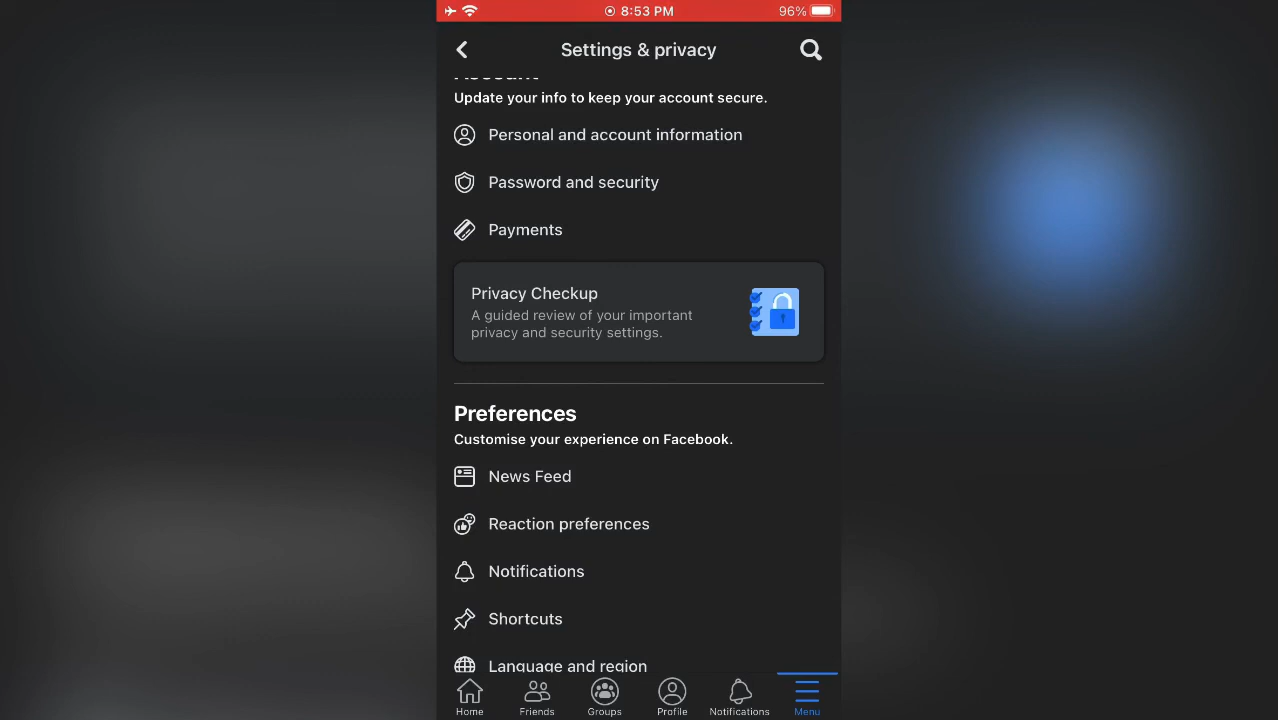 8:53 PM
96%
Settings & privacy
Account
Update your info to keep your account secure.
Personal and account information
Password and security
Payments
Privacy Checkup
A guided review of your important
privacy and security settings.
Preferences
Customise your experience on Facebook.
News Feed
Reaction preferences
Notifications
Shortcuts
Language and region
Home Friends Groups Profile Notifications Menu